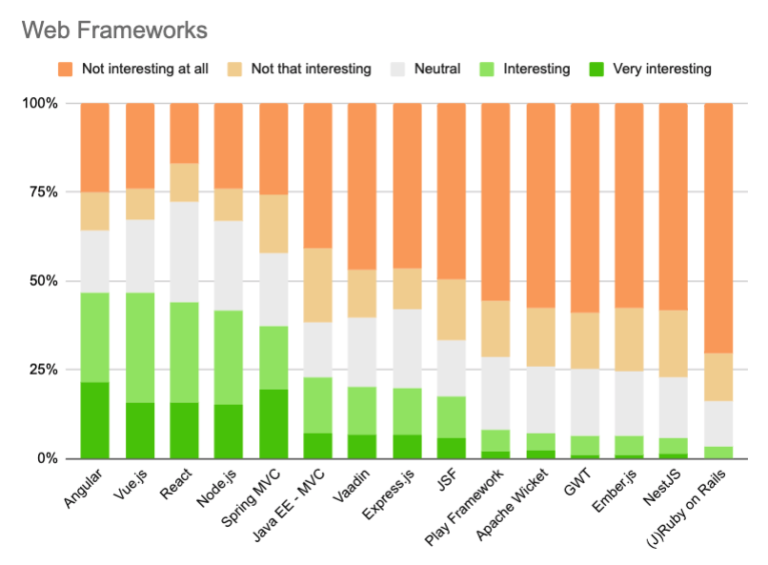 Web Frameworks
Not interesting at all Not that interesting Neutral Interesting Very interesting
100%
75%
50%
25%
0%
Angular
Vue.js
React
Node.js
Spring MVC
Java EE - MVC
Vaadin
Express.js
JSF
Play Framework
Apache Wicket
GWT
Ember.js
NestJS
(J)Ruby on Rails